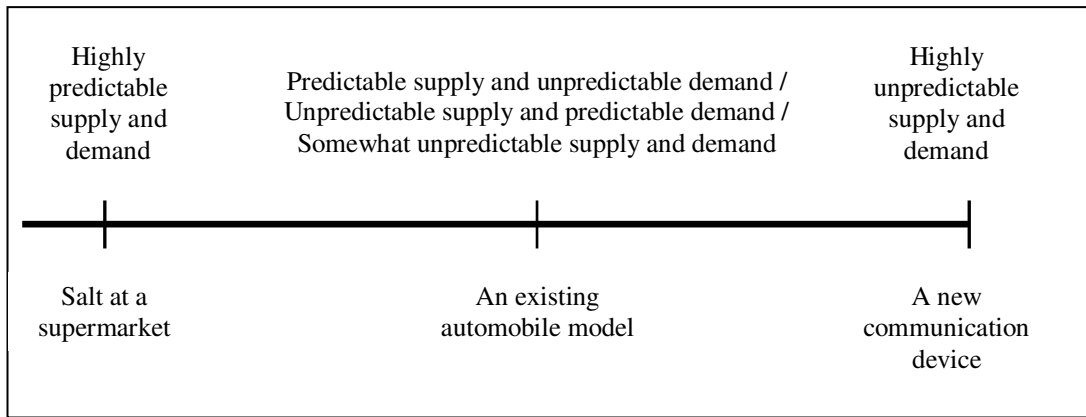 Highly
predictable
supply and
demand
Predictable supply and unpredictable demand /
Unpredictable supply and predictable demand /
Somewhat unpredictable supply and demand
Highly
unpredictable
supply and
demand
Salt at a
supermarket
An existing
automobile model
A new
communication
device